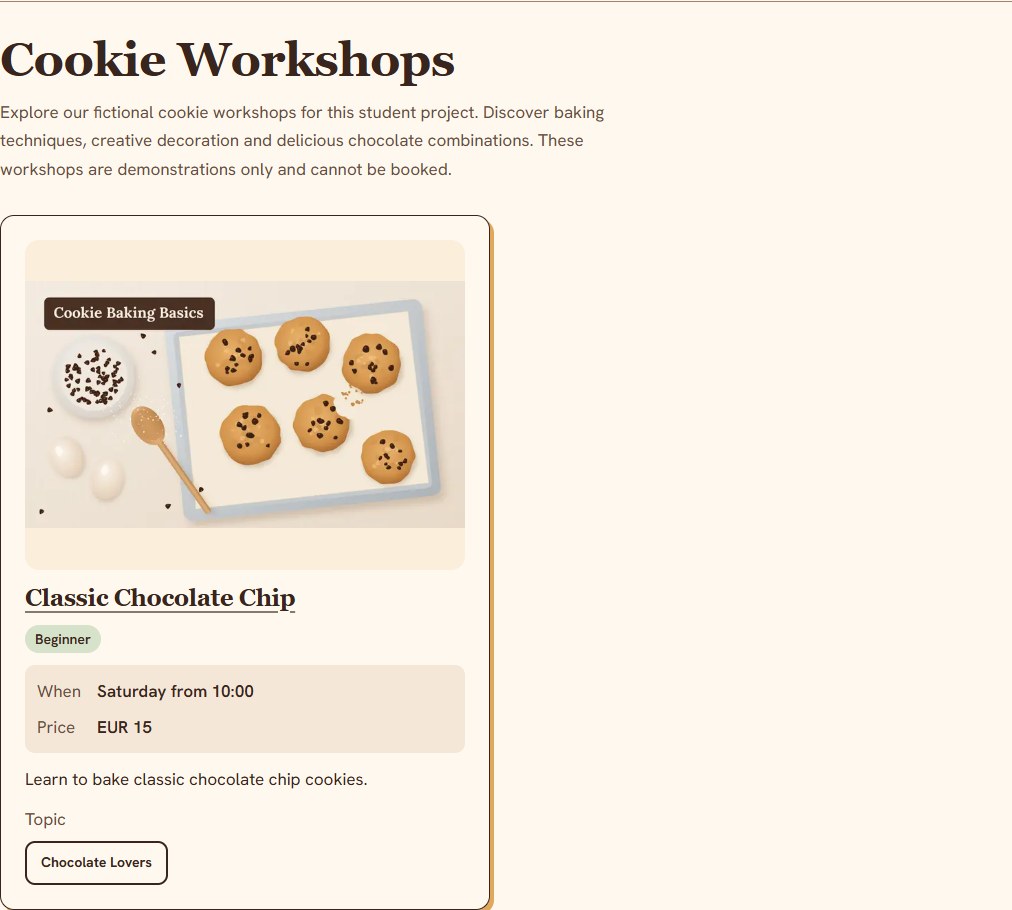 Cookie Workshops
Explore our fictional cookie workshops for this student project. Discover baking
techniques, creative decoration and delicious chocolate combinations. These
workshops are demonstrations only and cannot be booked.
Cookie Baking Basics
Classic Chocolate Chip
Beginner
When Saturday from 10:00
Price EUR 15
Learn to bake classic chocolate chip cookies.
Topic
Chocolate Lovers